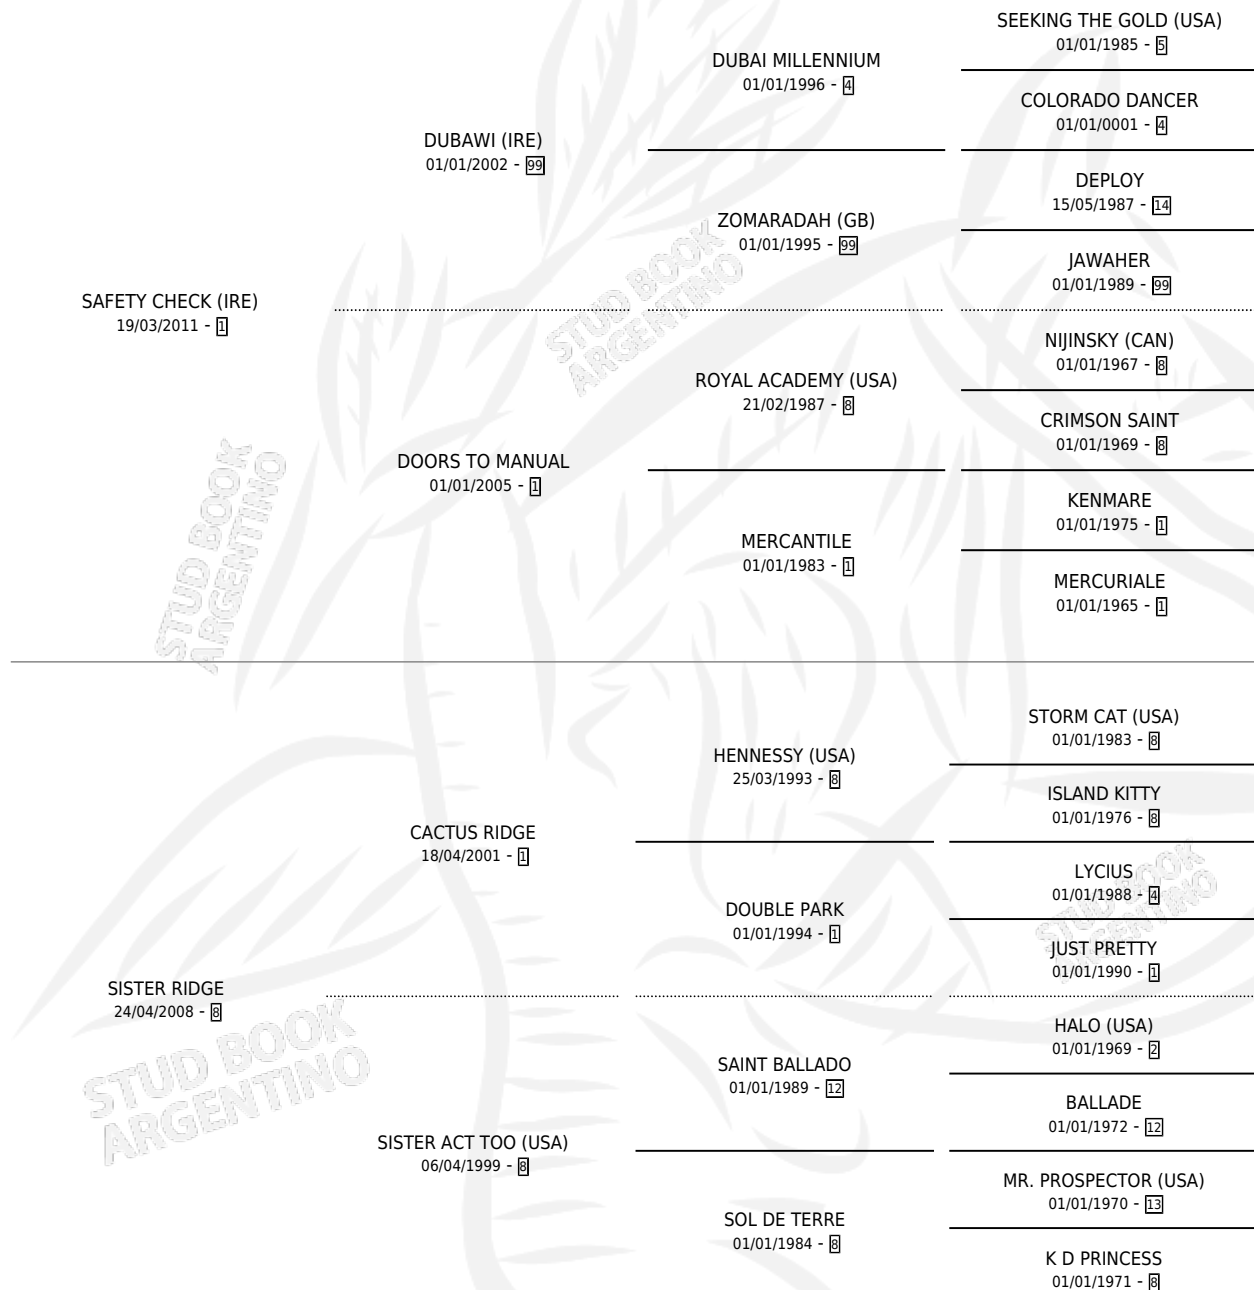 SEEKING THE GOLD (USA)
01/01/1985 - 5
DUBAI MILLENNIUM
01/01/1996 - 4
COLORADO DANCER
01/01/0001 - 4
DUBAWI (IRE)
01/01/2002 - 99
DEPLOY
15/05/1987 - 14
ZOMARADAH (GB)
01/01/1995 - 99
JAWAHER
01/01/1989 - 99
SAFETY CHECK (IRE)
19/03/2011 - 1
STUD BOOK
ARGENTINO
NIJINSKY (CAN)
01/01/1967 - 8
ROYAL ACADEMY (USA)
21/02/1987 - 8
CRIMSON SAINT
01/01/1969 - 8
DOORS TO MANUAL
01/01/2005 - 1
KENMARE
01/01/1975 - 1
MERCANTILE
01/01/1983 - 1
MERCURIALE
01/01/1965 - 1
STUD BOOK
ARGENTINO
STORM CAT (USA)
01/01/1983 - 8
HENNESSY (USA)
25/03/1993 - 8
ISLAND KITTY
01/01/1976 - 8
CACTUS RIDGE
18/04/2001 - 1
LYCIUS
01/01/1988 - 4
DOUBLE PARK
01/01/1994 - 1
STUD BOOK
ARGENTINO
JUST PRETTY
01/01/1990 - 1
SISTER RIDGE
24/04/2008 - 8
HALO (USA)
01/01/1969 - 2
SAINT BALLADO
01/01/1989 - 12
STUD BOOK
ARGENTINO
BALLADE
01/01/1972 - 12
SISTER ACT TOO (USA)
06/04/1999 - 8
MR. PROSPECTOR (USA)
01/01/1970 - 13
SOL DE TERRE
01/01/1984 - 8
K D PRINCESS
01/01/1971 - 8